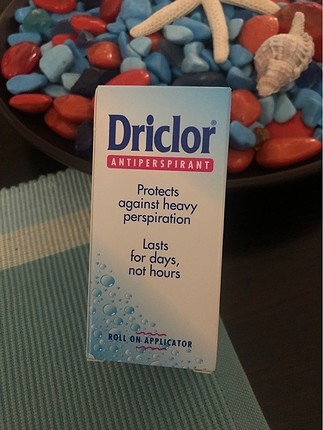 Driclor®
ANTIPERSPIRANT
Protects
against heavy
perspiration
Lasts
for days,
not hours
ROLL ON APPLICATOR